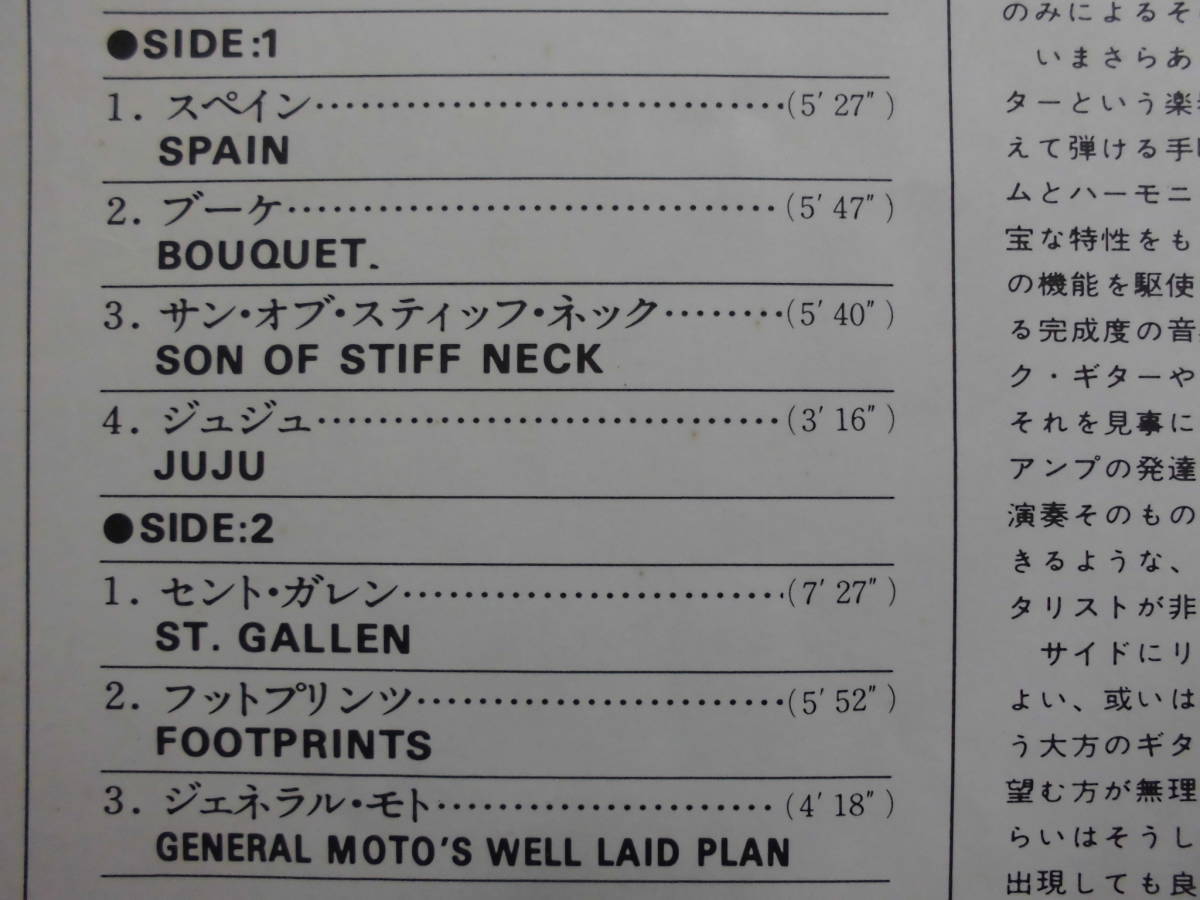 ●SIDE:1
1. スペイン……………………………(5′27″)
SPAIN
2. ブーケ………………………………(5′47″)
BOUQUET.
3. サン・オブ・スティッフ・ネック………(5′40″)
SON OF STIFF NECK
4. ジュジュ……………………………(3′16″)
JUJU
●SIDE:2
1. セント・ガレン………………………(7′27″)
ST. GALLEN
2. フットプリンツ………………………(5′52″)
FOOTPRINTS
3. ジェネラル・モト……………………(4′18″)
GENERAL MOTO'S WELL LAID PLAN
のみによるその
いまさらあ
ターという楽器
えて弾ける手
ムとハーモニ
宝な特性をも
の機能を駆使
る完成度の音
ク・ギターや
それを見事に
アンプの発達
演奏そのもの
きるような、
タリストが非
サイドにリ
よい、或いは
う大方のギタ
望む方が無理
らいはそうし
出現しても良